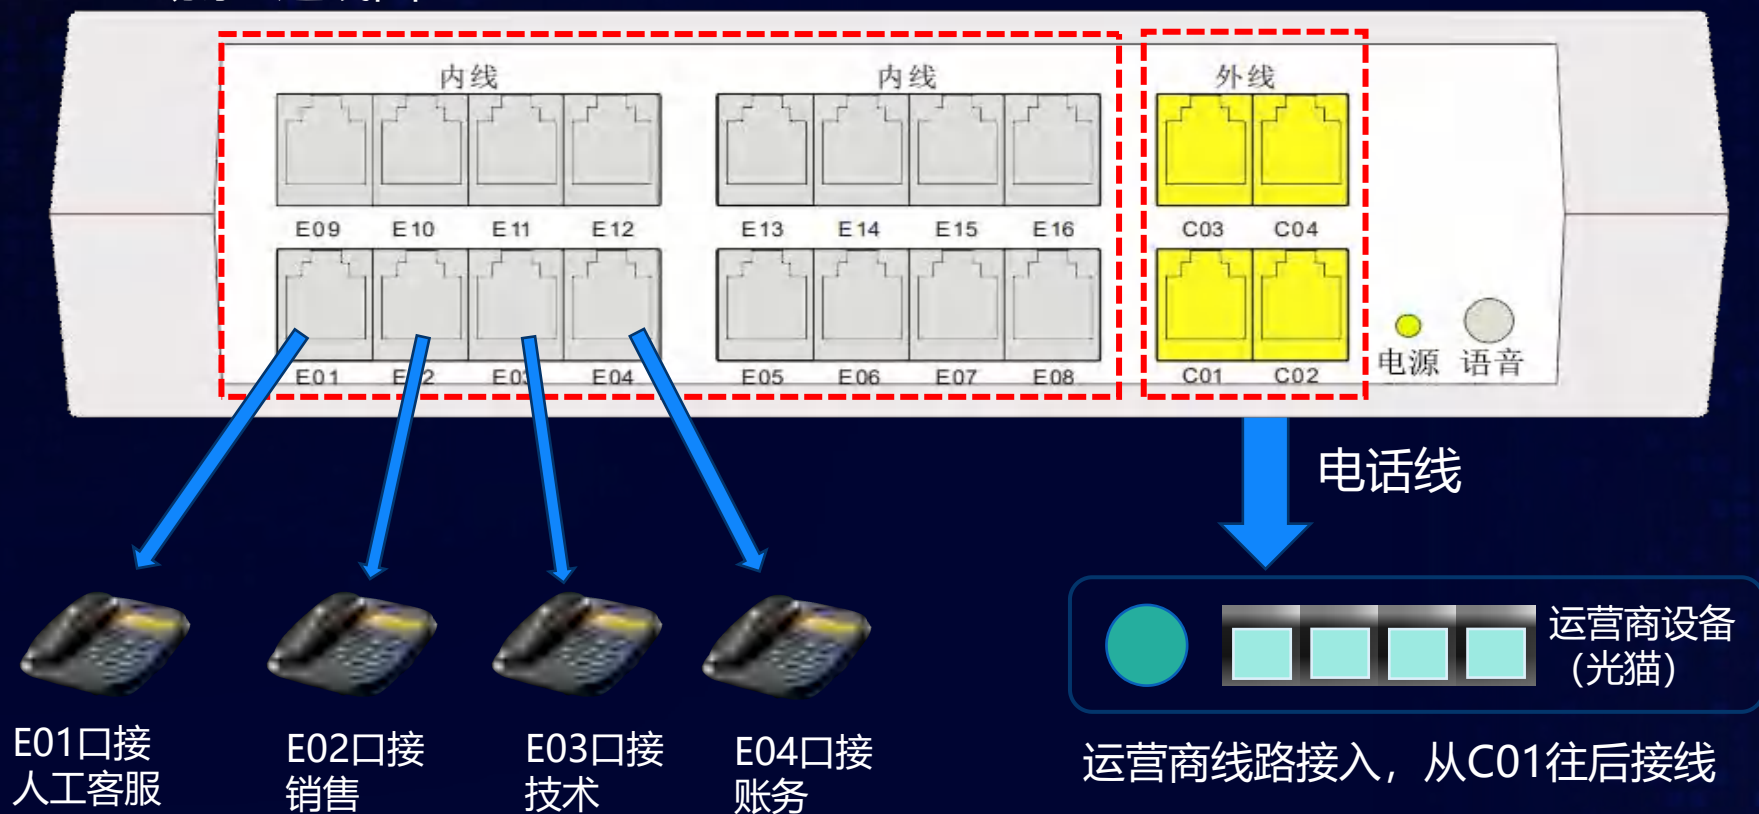 内线 内线 外线
E09 E10 E11 E12 E13 E14 E15 E16 C03 C04
E01 E02 E03 E04 E05 E06 E07 E08 C01 C02
电源 语音
电话线
运营商设备
（光猫）
E01口接
人工客服
E02口接
销售
E03口接
技术
E04口接
账务
运营商线路接入，从C01往后接线